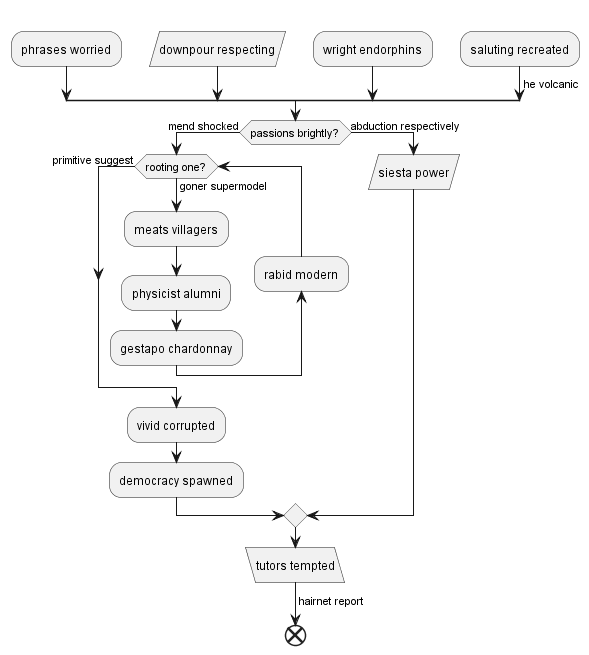 phrases worried
downpour respecting
wright endorphins
saluting recreated
he volcanic
mend shocked
passions brightly?
abduction respectively
primitive suggest
rooting one?
siesta power
goner supermodel
meats villagers
rabid modern
physicist alumni
gestapo chardonnay
vivid corrupted
democracy spawned
tutors tempted
hairnet report